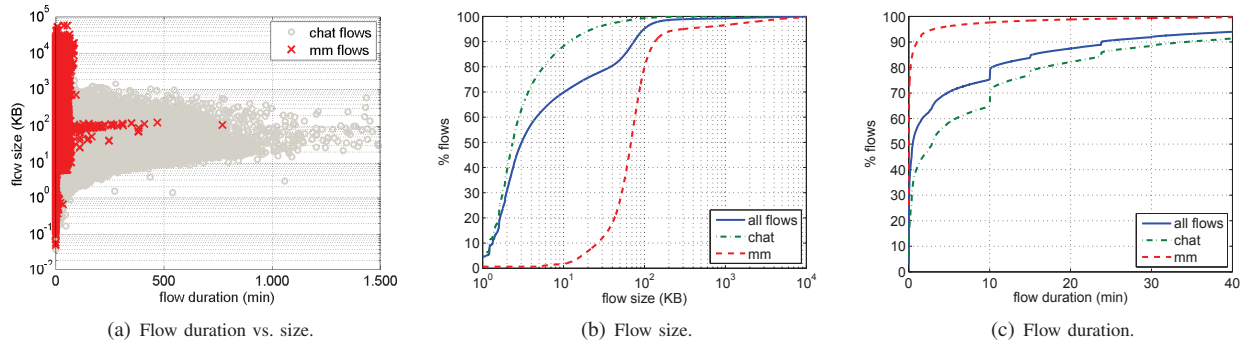 10^5
10^4
10^3
10^2
10^1
10^0
10^-1
10^-2
flow size (KB)
chat flows
mm flows
0
500
1.000
1.500
flow duration (min)
(a) Flow duration vs. size.
100
90
80
70
60
50
40
30
20
10
0
% flows
all flows
chat
mm
10^0
10^1
10^2
10^3
10^4
flow size (KB)
(b) Flow size.
100
90
80
70
60
50
40
30
20
10
0
% flows
all flows
chat
mm
0
10
20
30
40
flow duration (min)
(c) Flow duration.